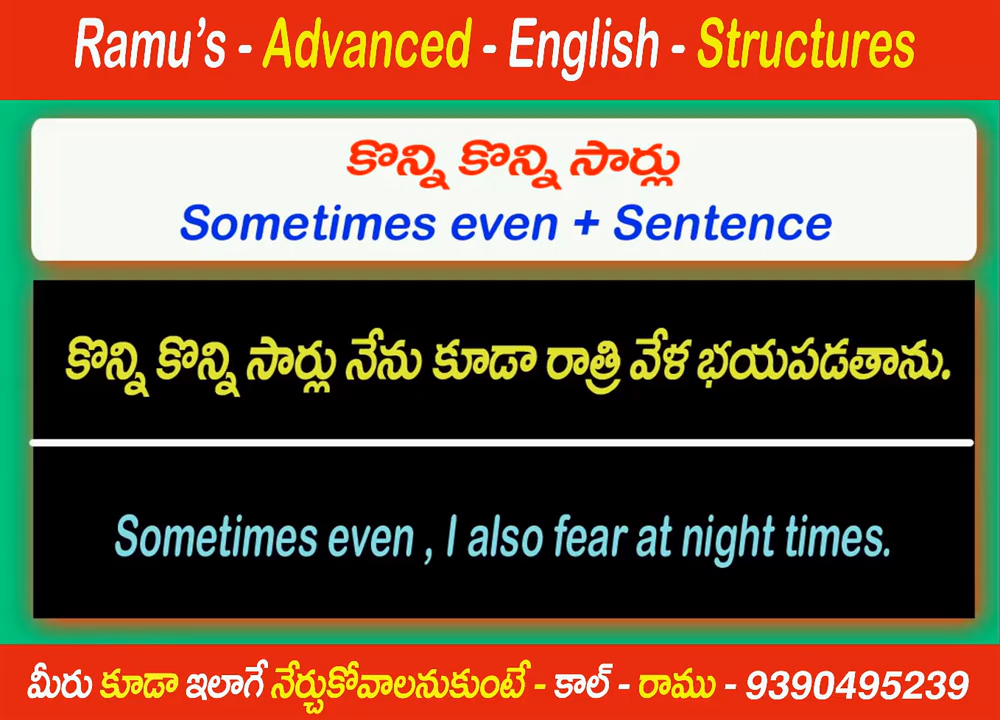 Ramu's - Advanced - English - Structures
కొన్ని కొన్ని సార్లు
Sometimes even + Sentence
కొన్ని కొన్ని సార్లు నేను కూడా రాత్రి వేళ భయపడతాను.
Sometimes even , I also fear at night times.
మీరు కూడా ఇలాగే నేర్చుకోవాలనుకుంటే - కాల్ - రాము - 9390495239